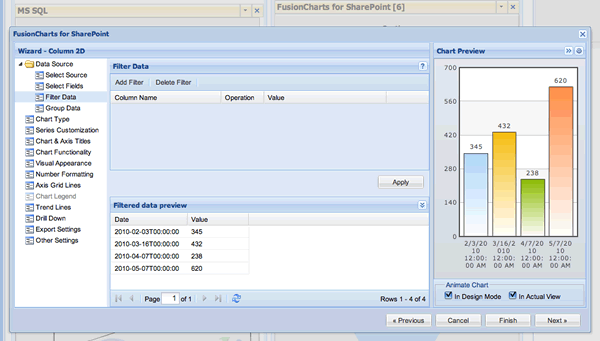 MS SQL
FusionCharts for SharePoint [6]
FusionCharts for SharePoint
Wizard - Column 2D
Data Source
Select Source
Select Fields
Filter Data
Group Data
Chart Type
Series Customization
Chart & Axis Titles
Chart Functionality
Visual Appearance
Number Formatting
Axis Grid Lines
Chart Legend
Trend Lines
Drill Down
Export Settings
Other Settings
Filter Data
Add Filter Delete Filter
Column Name Operation Value
Apply
Filtered data preview
Date Value
2010-02-03T00:00:00 345
2010-03-16T00:00:00 432
2010-04-07T00:00:00 238
2010-05-07T00:00:00 620
Page 1 of 1 Rows 1 - 4 of 4
Chart Preview
700
560
420
280
140
0
345
432
238
620
2/3/20 3/16/2 4/7/20 5/7/20
10 010 10 10
12:00: 12:00: 12:00: 12:00:
00 AM 00 AM 00 AM 00 AM
Animate Chart
In Design Mode In Actual View
« Previous Cancel Finish Next »